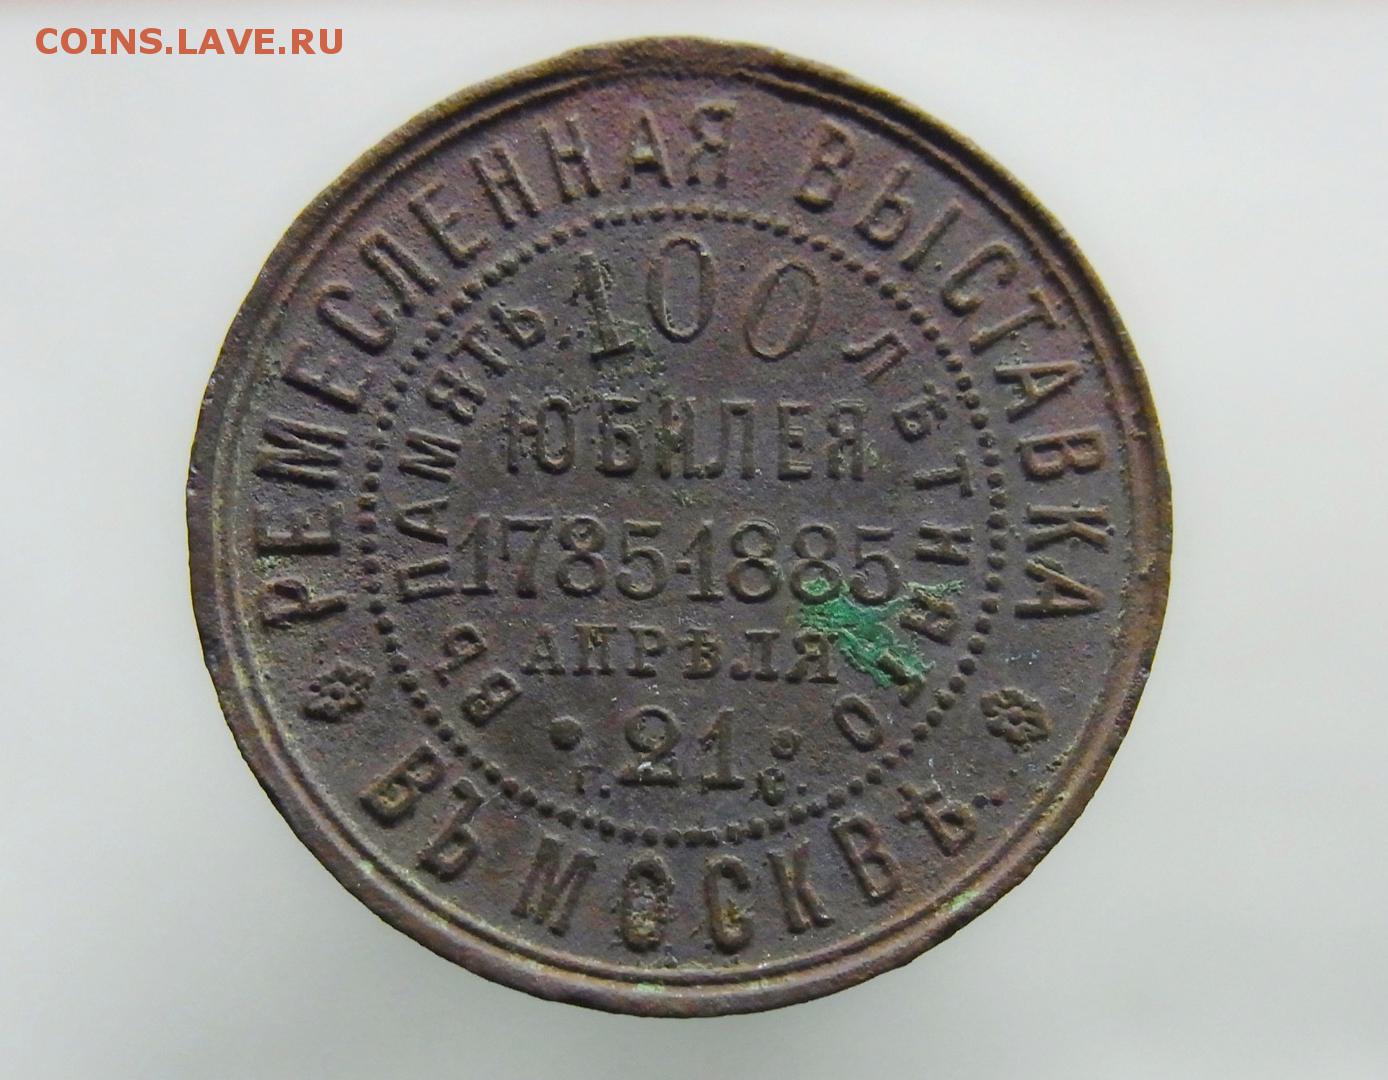 COINS.LAVE.RU
РЕМЕСЛЕННАЯ ВЫСТАВКА
ВЪ МОСКВѢ
ВЪ ПАМЯТЬ 100 ЛѢТНЯГО
ЮБИЛЕЯ
1785-1885
АПРѢЛЯ
21
Г. С.